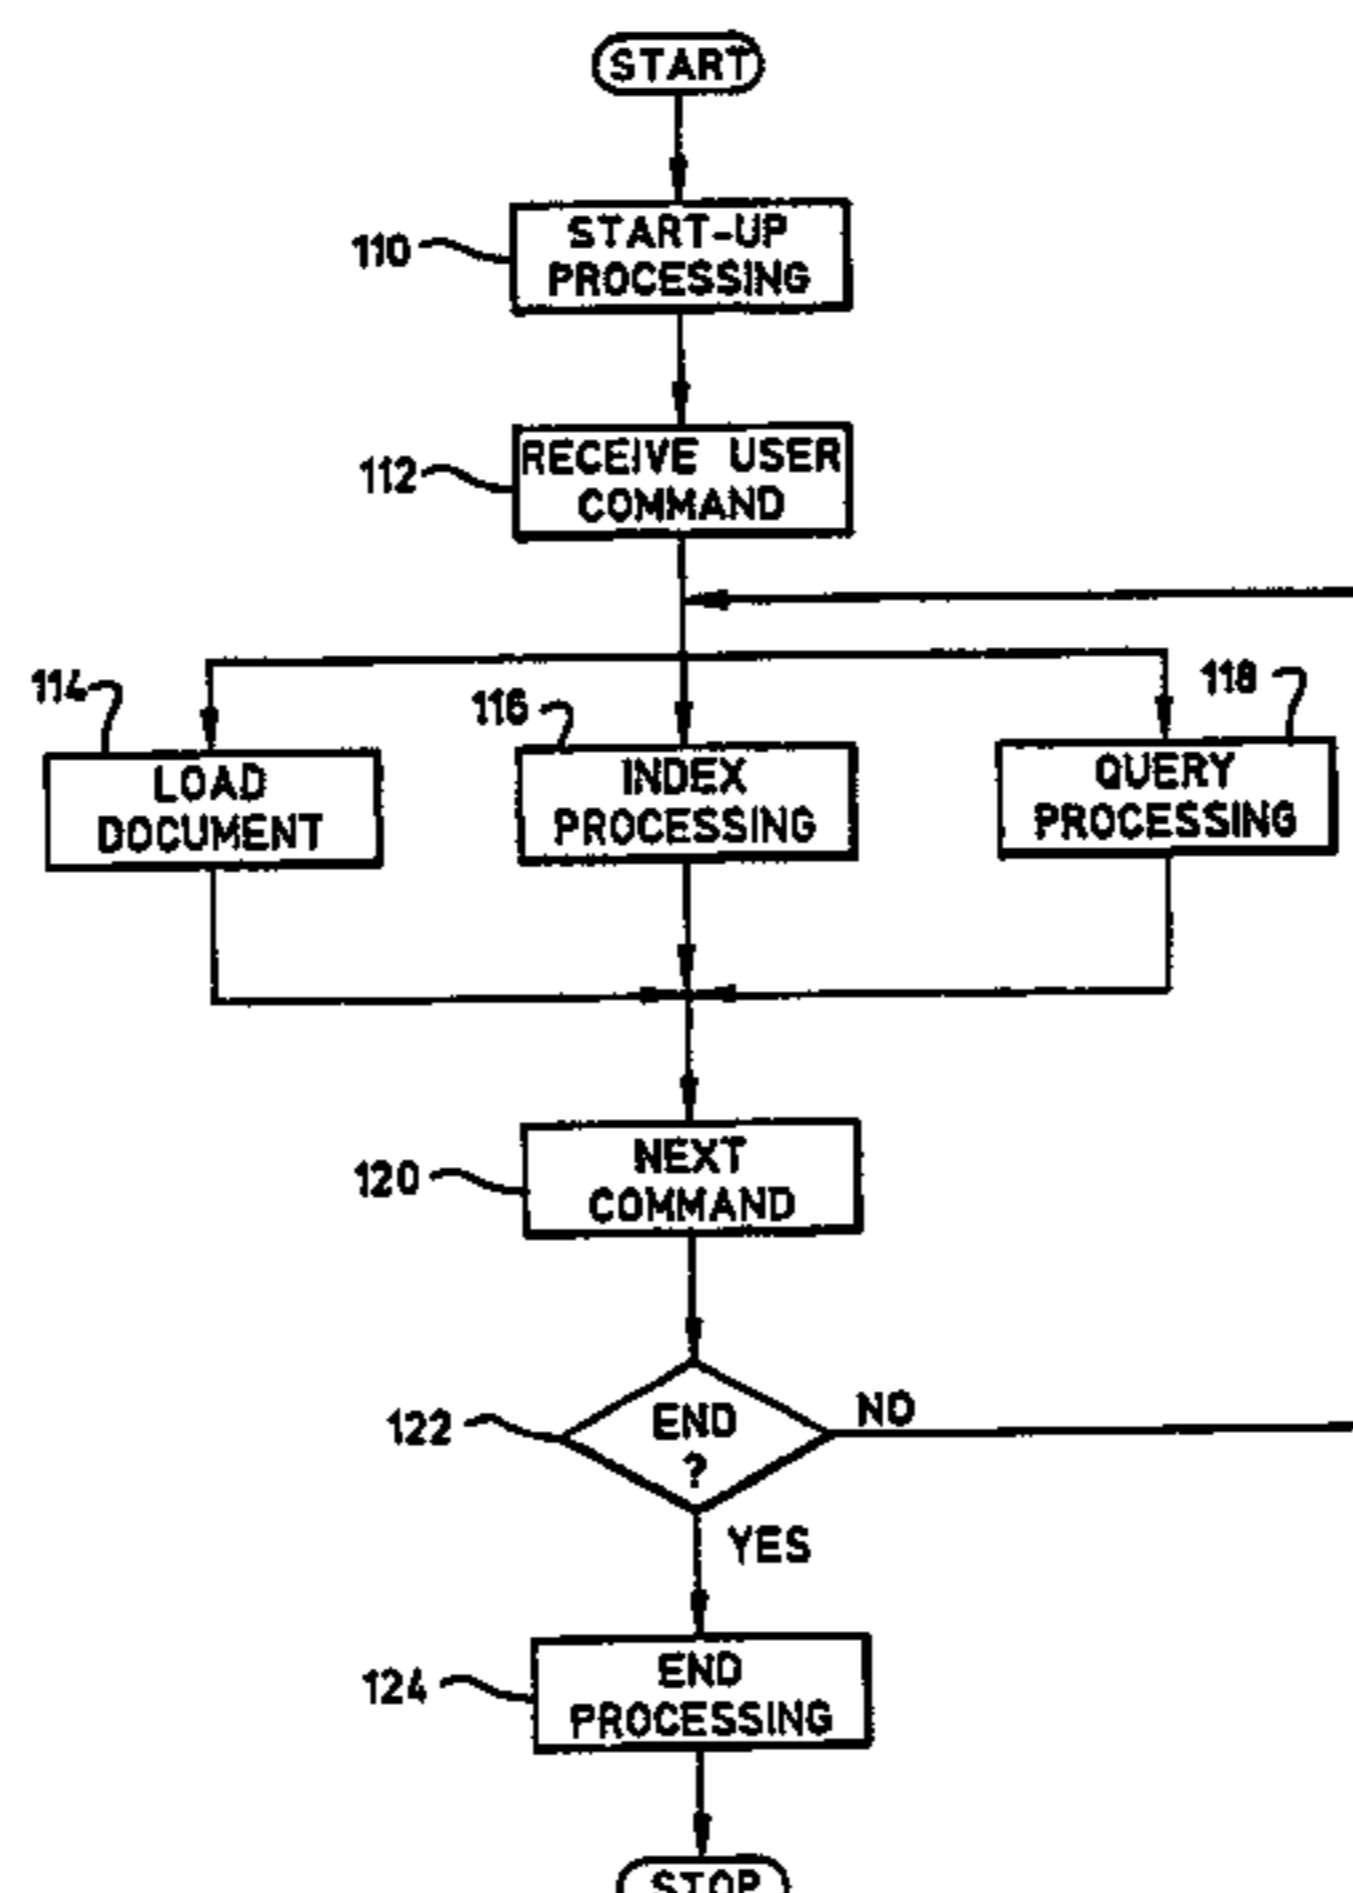 START
START-UP
PROCESSING
110
RECEIVE USER
COMMAND
112
114
116
118
LOAD
DOCUMENT
INDEX
PROCESSING
QUERY
PROCESSING
NEXT
COMMAND
120
END
?
122
NO
YES
END
PROCESSING
124
STOP